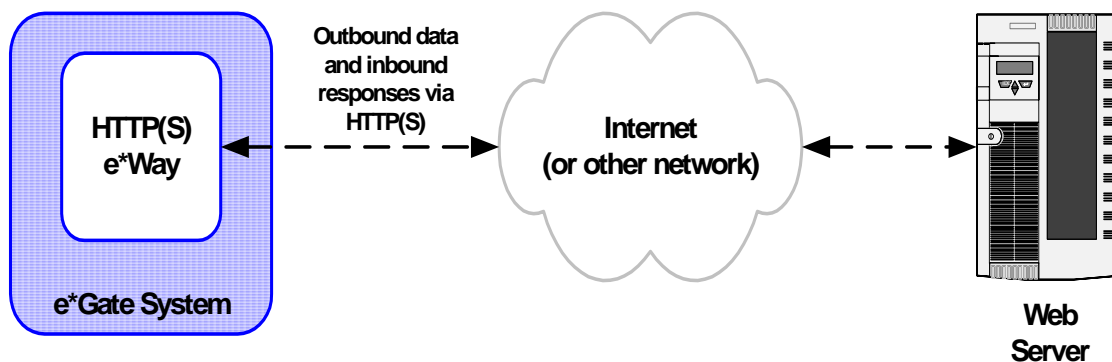 Outbound data
and inbound
responses via
HTTP(S)
HTTP(S)
e*Way
e*Gate System
Internet
(or other network)
Web
Server